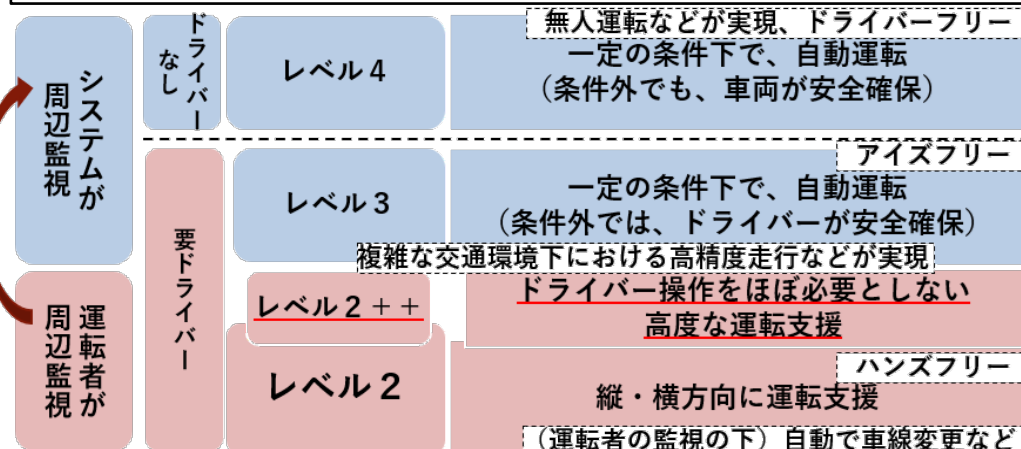 無人運転などが実現、ドライバーフリー
システムが
周辺監視
ドライバー
なし
レベル４
一定の条件下で、自動運転
（条件外でも、車両が安全確保）
アイズフリー
要ドライバー
レベル３
一定の条件下で、自動運転
（条件外では、ドライバーが安全確保）
複雑な交通環境下における高精度走行などが実現
運転者が
周辺監視
レベル２＋＋
ドライバー操作をほぼ必要としない
高度な運転支援
ハンズフリー
レベル２
縦・横方向に運転支援
（運転者の監視の下）自動で車線変更など